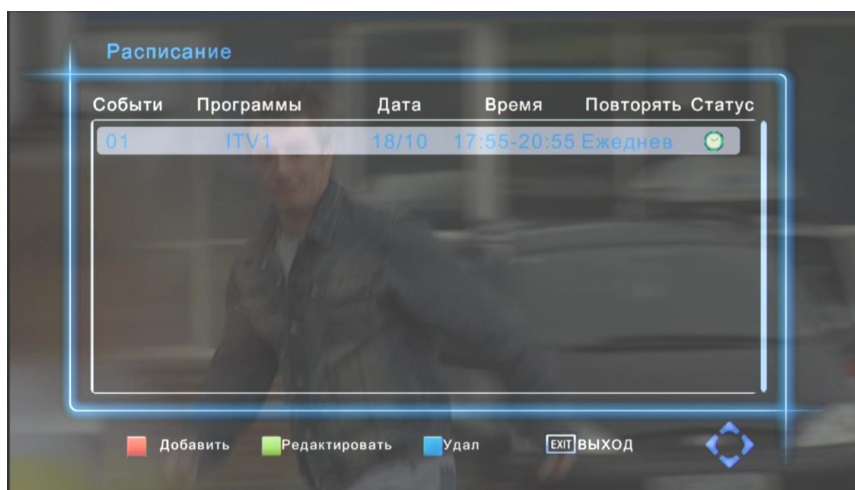 Расписание
Событи Программы Дата Время Повторять Статус
01 ITV1 18/10 17:55-20:55 Ежеднев
Добавить Редактировать Удал EXIT ВЫХОД